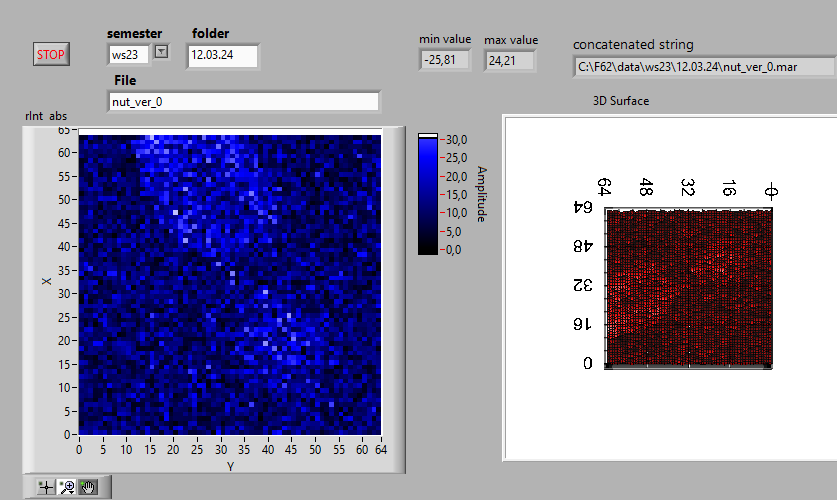 semester
folder
STOP
ws23
12.03.24
File
nut_ver_0
min value
max value
-25,81
24,21
concatenated string
C:\F62\data\ws23\12.03.24\nut_ver_0.mar
rInt abs
65
60
55
50
45
40
35
30
25
20
15
10
5
0
X
0 5 10 15 20 25 30 35 40 45 50 55 60 64
Y
30,0
25,0
20,0
15,0
10,0
5,0
0,0
Amplitude
3D Surface
64 48 32 16 0
64
48
32
16
0